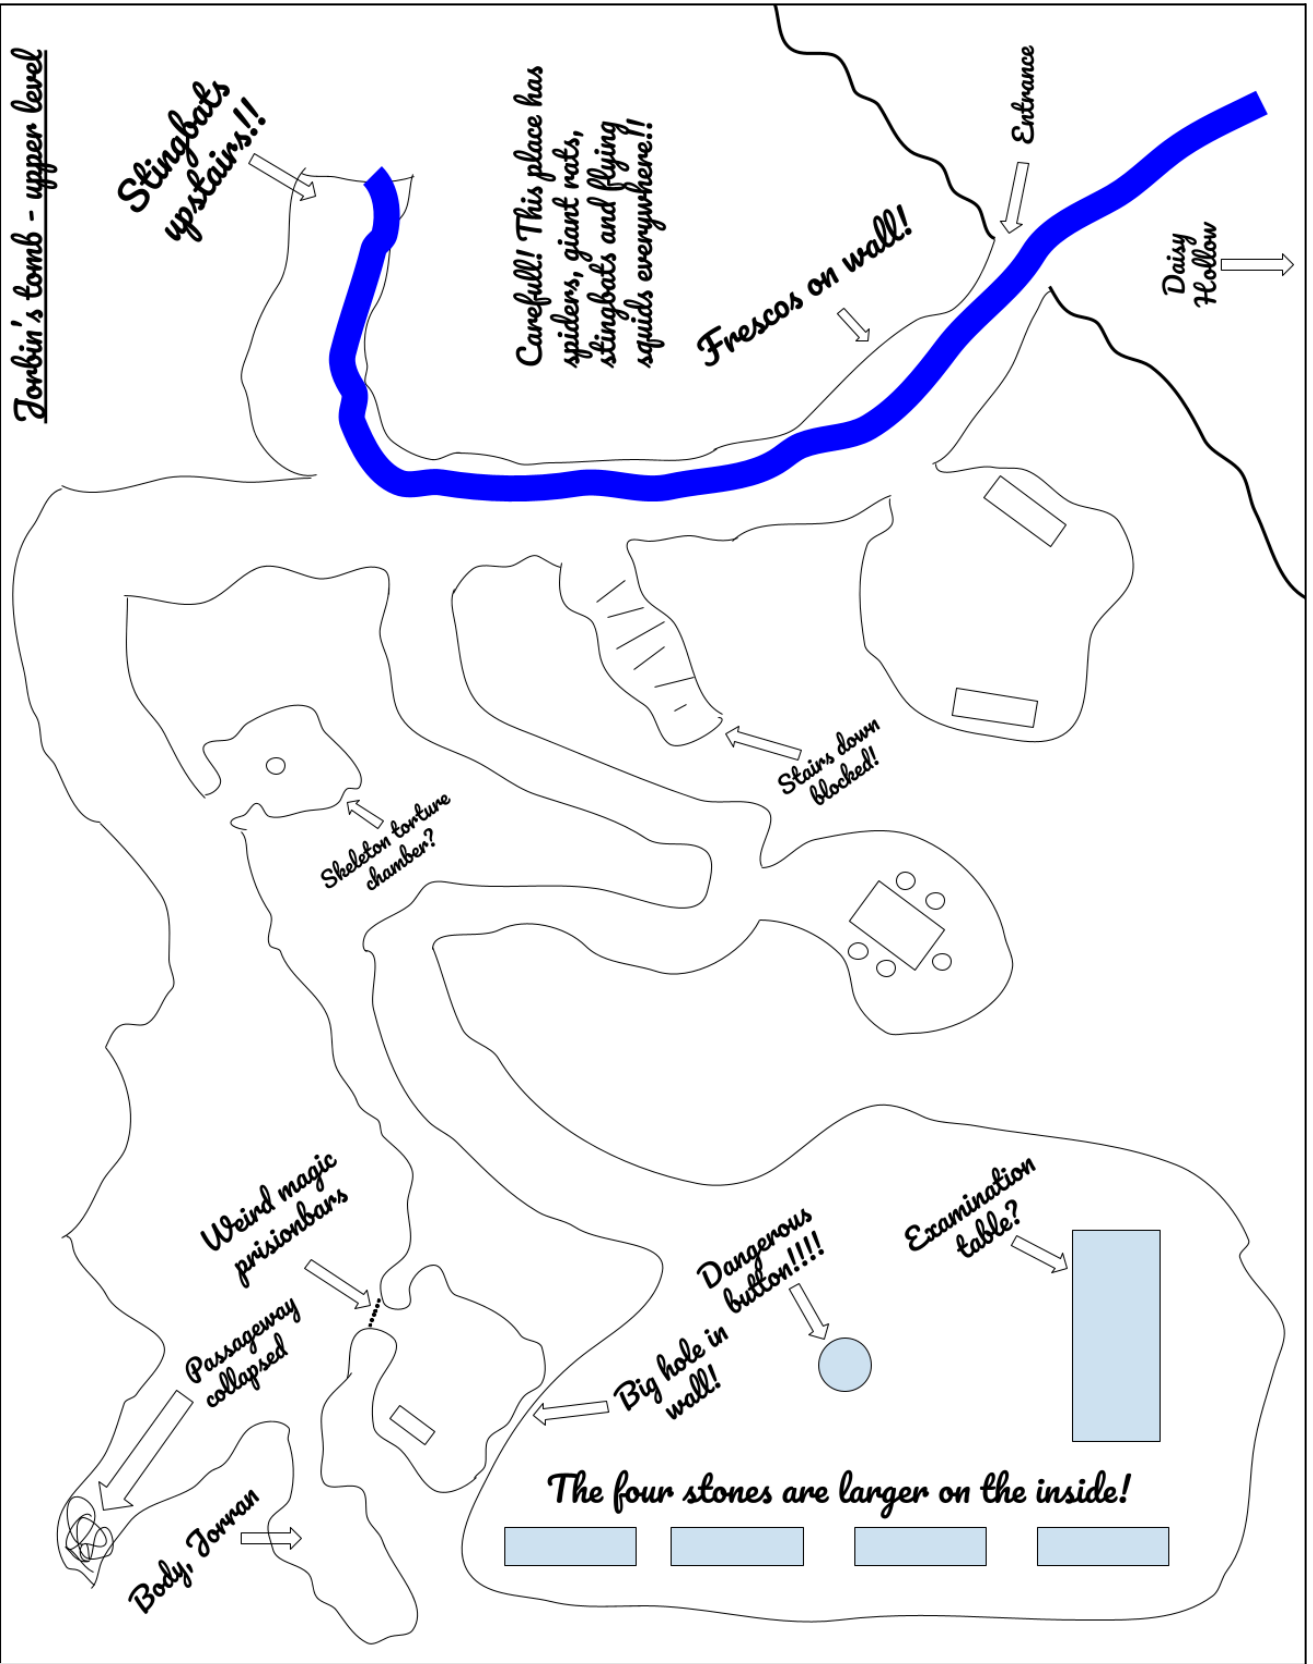 Jorbin's tomb - upper level
Stingbats
upstairs!!
Carefull! This place has
spiders, giant rats,
stingbats and flying
squids everywhere!!
Entrance
Daisy
Hollow
Frescos on wall!
Stairs down
blocked!
Skeleton torture
chamber?
Weird magic
prisionbars
Passageway
collapsed
Body, Jorran
Big hole in
wall!
Dangerous
button!!!!
Examination
table?
The four stones are larger on the inside!